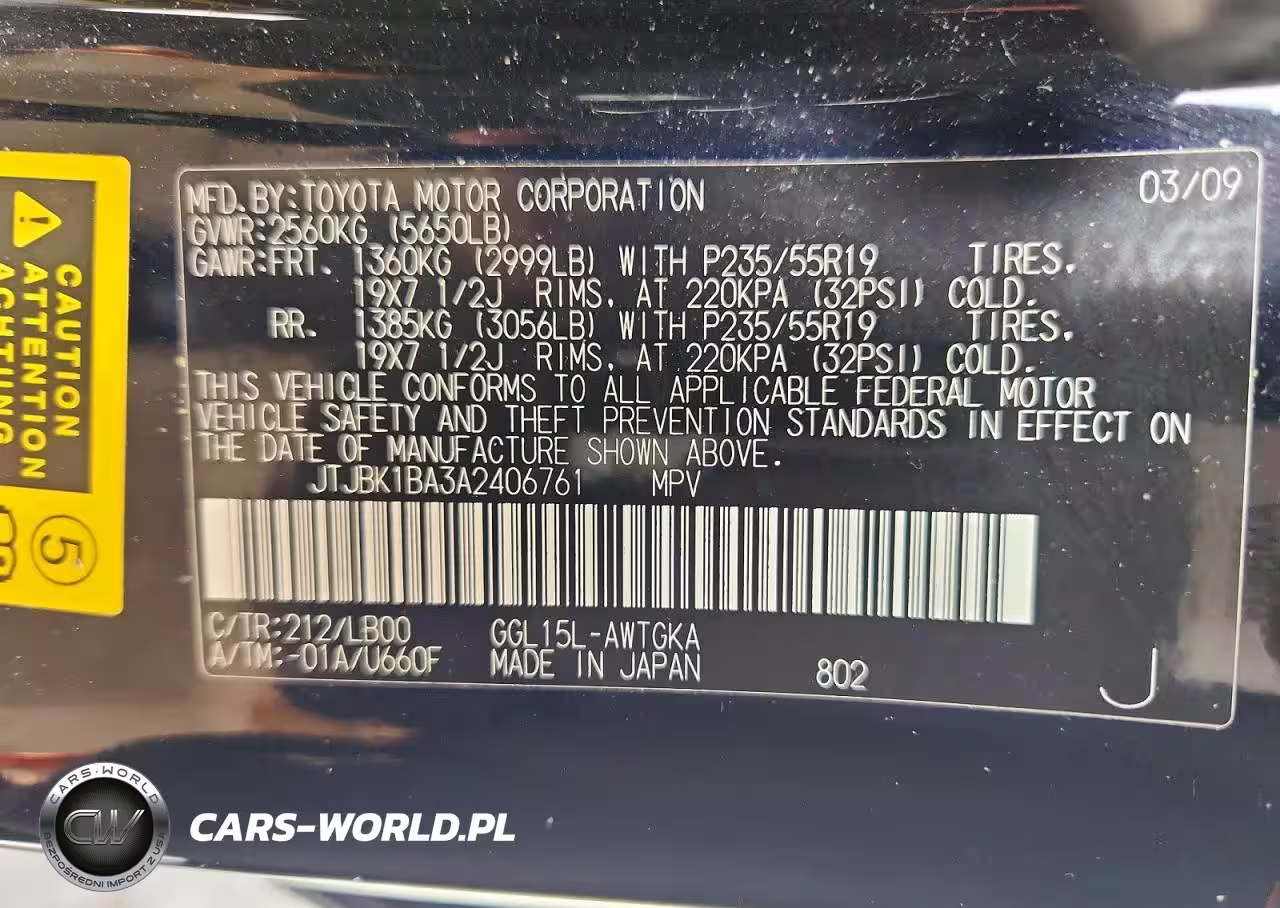 MFD.BY:TOYOTA MOTOR CORPORATION 03/09
GVWR:2560KG (5650LB)
GAWR:FRT. 1360KG (2999LB) WITH P235/55R19 TIRES.
19X7 1/2J RIMS, AT 220KPA (32PSI) COLD.
RR. 1385KG (3056LB) WITH P235/55R19 TIRES.
19X7 1/2J RIMS, AT 220KPA (32PSI) COLD.
THIS VEHICLE CONFORMS TO ALL APPLICABLE FEDERAL MOTOR
VEHICLE SAFETY AND THEFT PREVENTION STANDARDS IN EFFECT ON
THE DATE OF MANUFACTURE SHOWN ABOVE.
JTJBK1BA3A2406761 MPV
C/TR:212/LB00 GGL15L-AWTGKA
A/TM:-01A/U660F MADE IN JAPAN 802 J
CAUTION
ATTENTION
ACHTUNG
5
CARS-WORLD
CW
BEZPOŚREDNI IMPORT Z USA
CARS-WORLD.PL